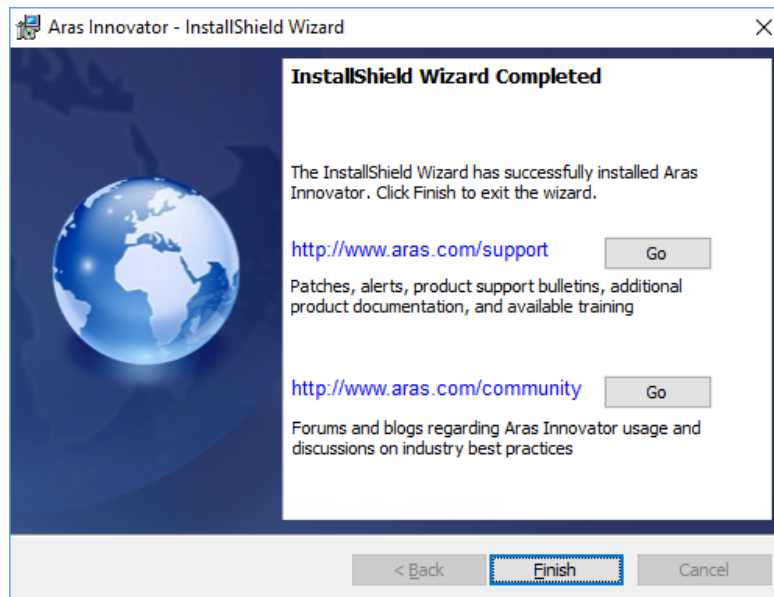 Aras Innovator - InstallShield Wizard
InstallShield Wizard Completed
The InstallShield Wizard has successfully installed Aras
Innovator. Click Finish to exit the wizard.
http://www.aras.com/support
Go
Patches, alerts, product support bulletins, additional
product documentation, and available training
http://www.aras.com/community
Go
Forums and blogs regarding Aras Innovator usage and
discussions on industry best practices
< Back
Finish
Cancel